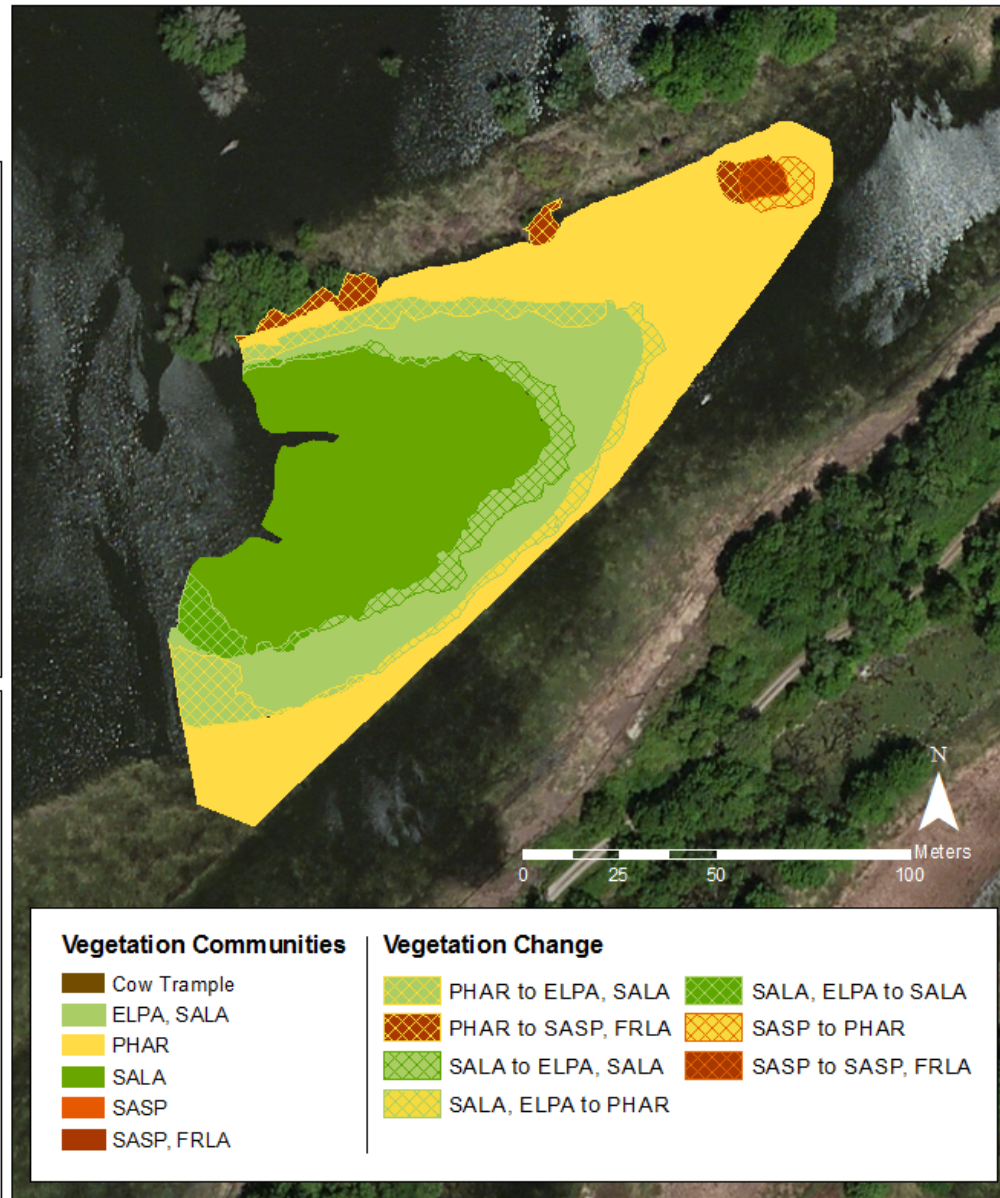 N
Meters
0 25 50 100
Vegetation Communities
Cow Trample
ELPA, SALA
PHAR
SALA
SASP
SASP, FRLA
Vegetation Change
PHAR to ELPA, SALA
PHAR to SASP, FRLA
SALA to ELPA, SALA
SALA, ELPA to PHAR
SALA, ELPA to SALA
SASP to PHAR
SASP to SASP, FRLA